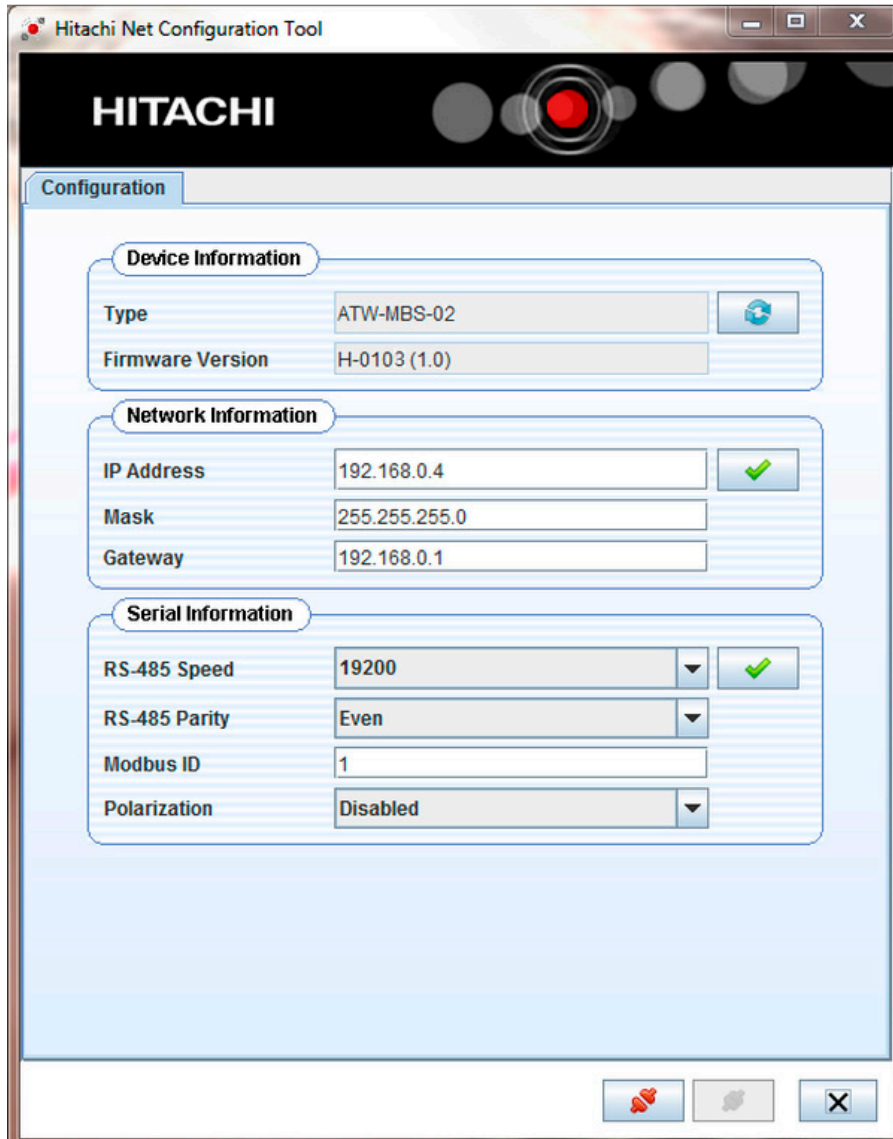 Hitachi Net Configuration Tool
HITACHI
Configuration
Device Information
Type ATW-MBS-02
Firmware Version H-0103 (1.0)
Network Information
IP Address 192.168.0.4
Mask 255.255.255.0
Gateway 192.168.0.1
Serial Information
RS-485 Speed 19200
RS-485 Parity Even
Modbus ID 1
Polarization Disabled